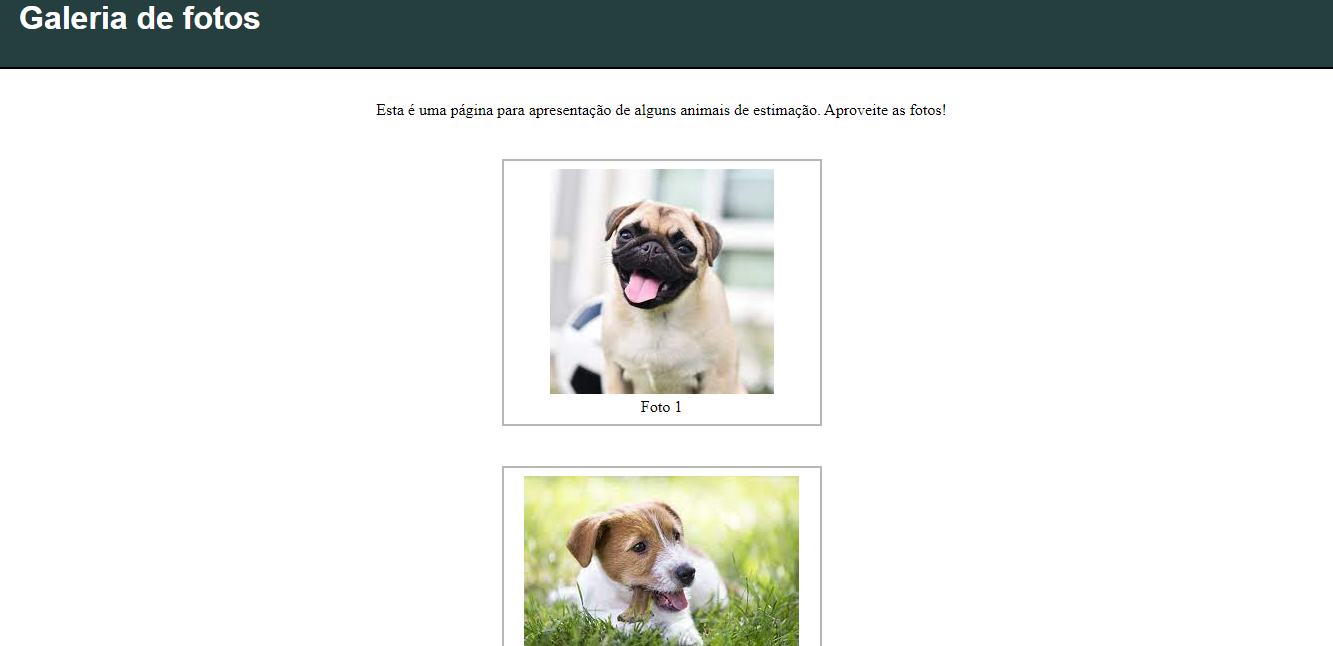 Galeria de fotos
Esta é uma página para apresentação de alguns animais de estimação. Aproveite as fotos!
Foto 1